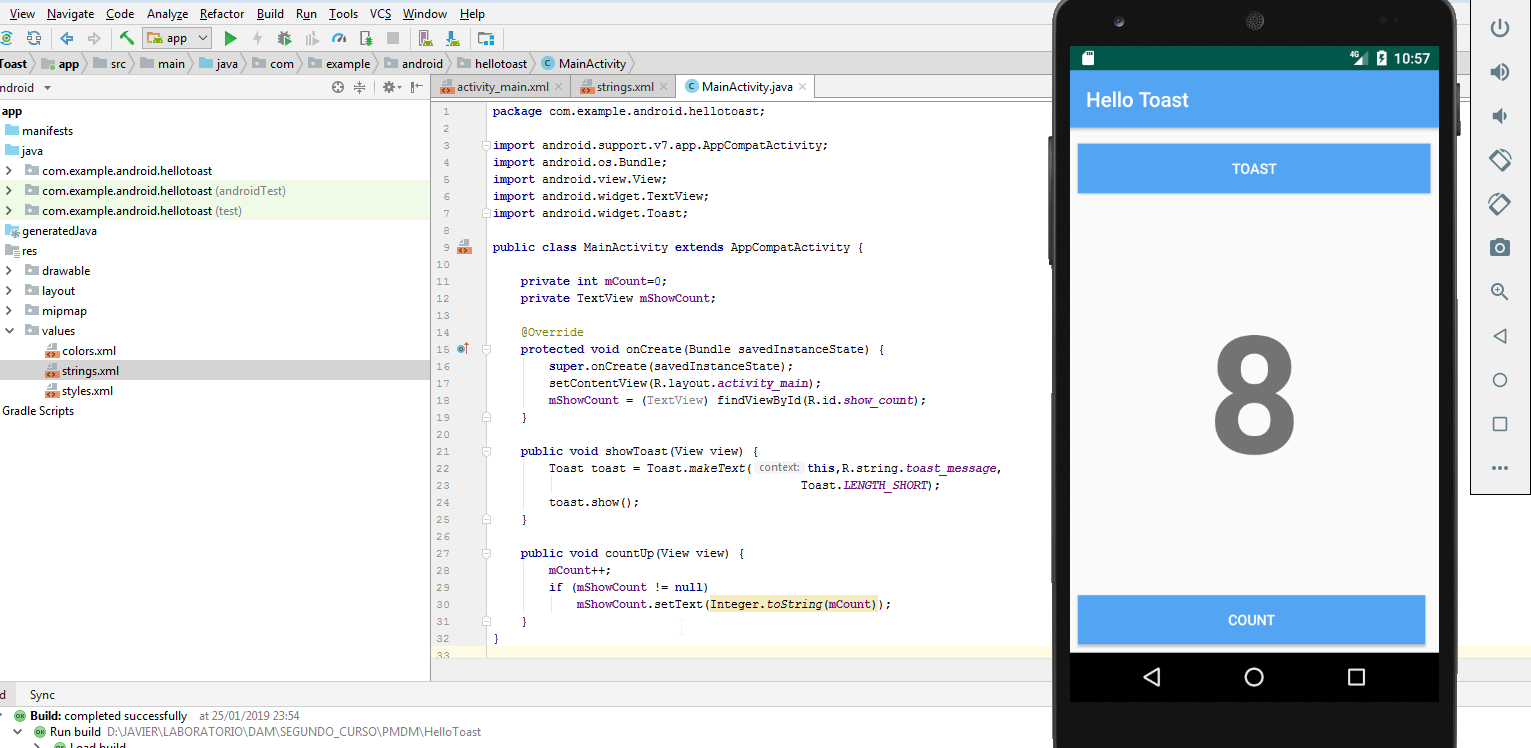 View Navigate Code Analyze Refactor Build Run Tools VCS Window Help
app
Toast app src main java com example android hellotoast MainActivity
ndroid
activity_main.xml strings.xml MainActivity.java
app
manifests
java
com.example.android.hellotoast
com.example.android.hellotoast (androidTest)
com.example.android.hellotoast (test)
generatedJava
res
drawable
layout
mipmap
values
colors.xml
strings.xml
styles.xml
Gradle Scripts
1 package com.example.android.hellotoast;
2
3 import android.support.v7.app.AppCompatActivity;
4 import android.os.Bundle;
5 import android.view.View;
6 import android.widget.TextView;
7 import android.widget.Toast;
8
9 public class MainActivity extends AppCompatActivity {
10
11 private int mCount=0;
12 private TextView mShowCount;
13
14 @Override
15 protected void onCreate(Bundle savedInstanceState) {
16 super.onCreate(savedInstanceState);
17 setContentView(R.layout.activity_main);
18 mShowCount = (TextView) findViewById(R.id.show_count);
19 }
20
21 public void showToast(View view) {
22 Toast toast = Toast.makeText( context: this,R.string.toast_message,
23 Toast.LENGTH_SHORT);
24 toast.show();
25 }
26
27 public void countUp(View view) {
28 mCount++;
29 if (mShowCount != null)
30 mShowCount.setText(Integer.toString(mCount));
31 }
32 }
33
4G 10:57
Hello Toast
TOAST
8
COUNT
d Sync
OK Build: completed successfully at 25/01/2019 23:54
OK Run build D:\JAVIER\LABORATORIO\DAM\SEGUNDO_CURSO\PMDM\HelloToast
OK Load build